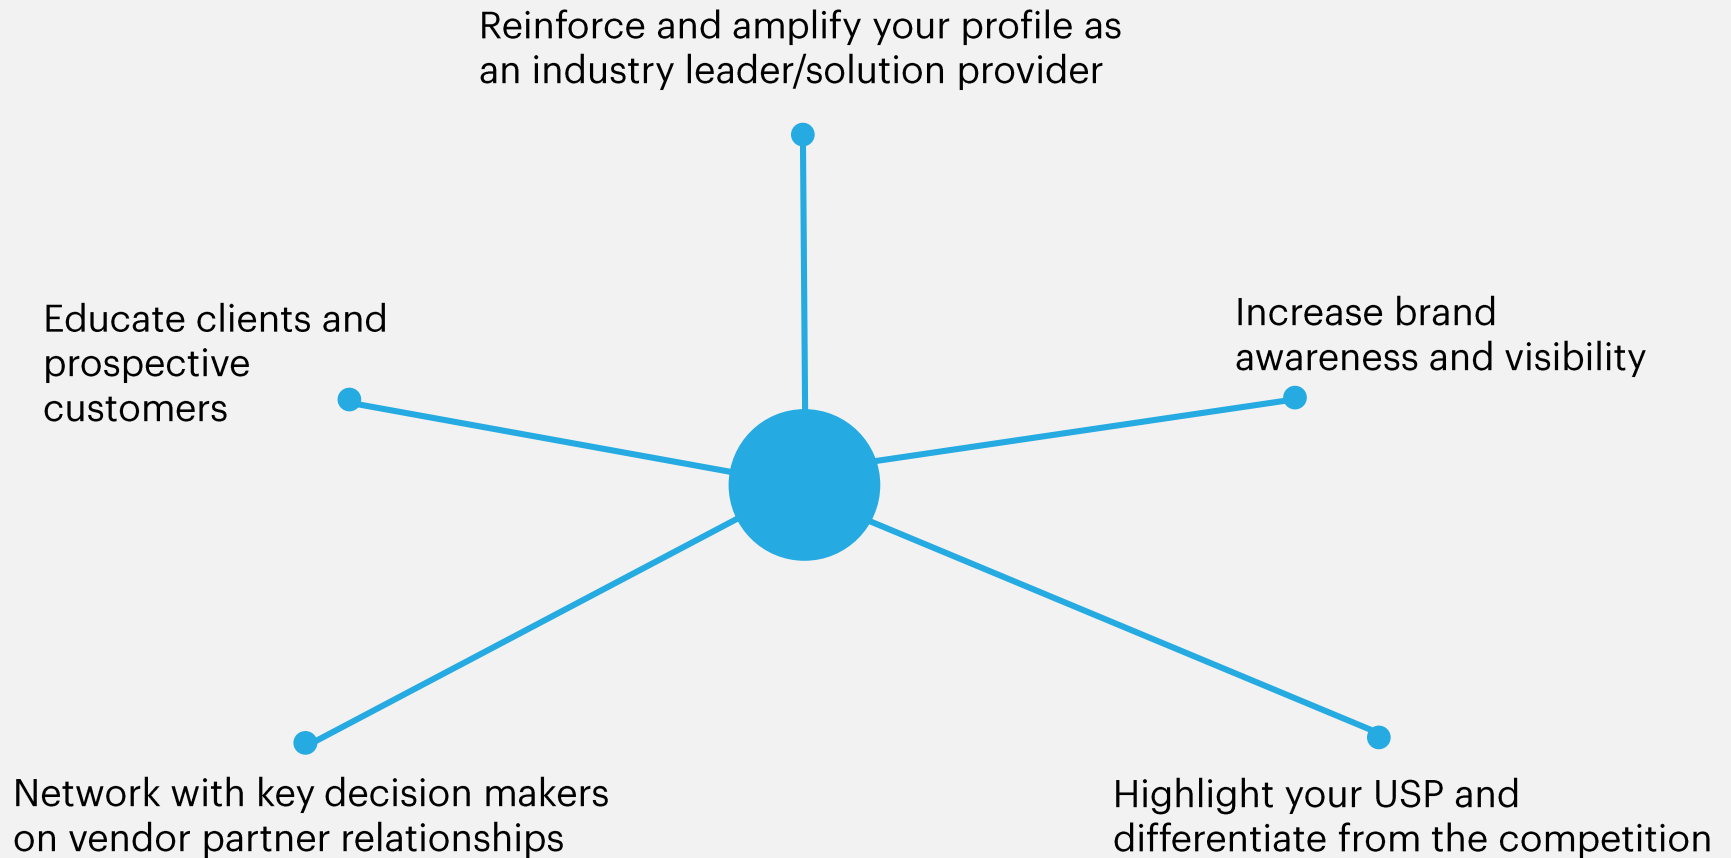 Reinforce and amplify your profile as
an industry leader/solution provider
Educate clients and
prospective
customers
Increase brand
awareness and visibility
Network with key decision makers
on vendor partner relationships
Highlight your USP and
differentiate from the competition